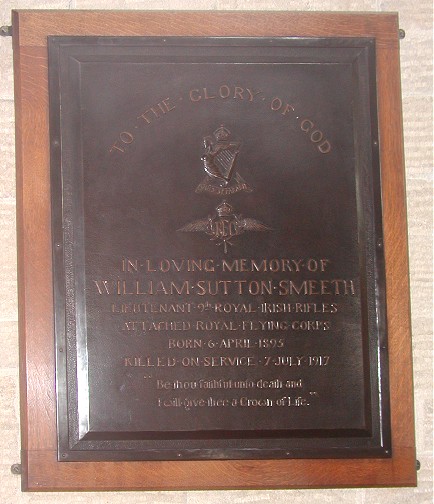 TO · THE · GLORY · OF · GOD
IN · LOVING · MEMORY · OF
WILLIAM · SUTTON · SMEETH
LIEUTENANT · 9th · ROYAL · IRISH · RIFLES
ATTACHED · ROYAL · FLYING · CORPS
BORN · 6 · APRIL · 1895
KILLED · ON · SERVICE · 7 · JULY · 1917
"Be thou faithful unto death and
I will give thee a Crown of Life."